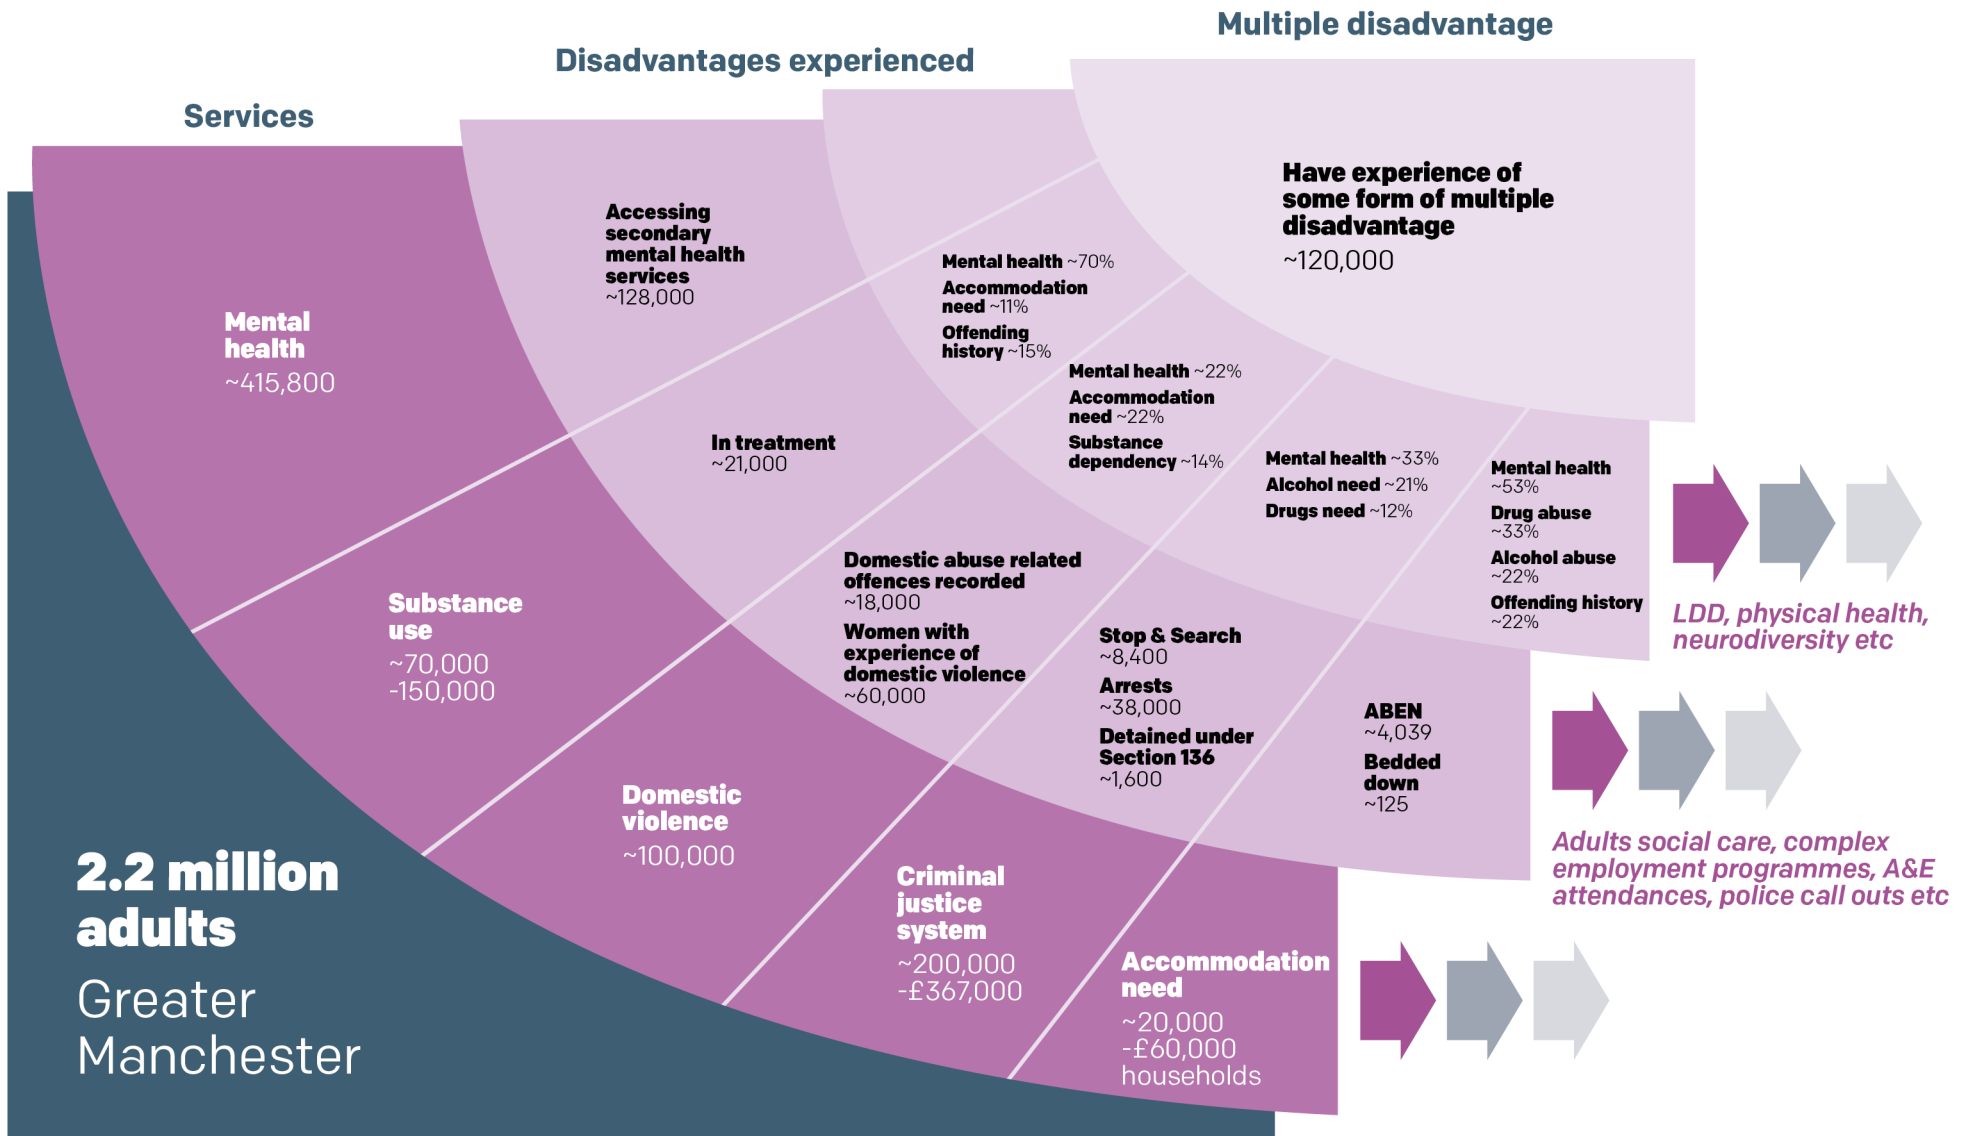 Multiple disadvantage
Disadvantages experienced
Services
Have experience of
some form of multiple
disadvantage
~120,000
Accessing
secondary
mental health
services
~128,000
Mental health ~70%
Accommodation
need ~11%
Offending
history ~15%
Mental
health
~415,800
Mental health ~22%
Accommodation
need ~22%
Substance
dependency ~14%
In treatment
~21,000
Mental health ~33%
Alcohol need ~21%
Drugs need ~12%
Mental health
~53%
Drug abuse
~33%
Alcohol abuse
~22%
Offending history
~22%
LDD, physical health,
neurodiversity etc
Substance
use
~70,000
-150,000
Domestic abuse related
offences recorded
~18,000
Women with
experience of
domestic violence
~60,000
Stop & Search
~8,400
Arrests
~38,000
Detained under
Section 136
~1,600
ABEN
~4,039
Bedded
down
~125
Adults social care, complex
employment programmes, A&E
attendances, police call outs etc
Domestic
violence
~100,000
Criminal
justice
system
~200,000
-£367,000
Accommodation
need
~20,000
-£60,000
households
2.2 million
adults
Greater
Manchester